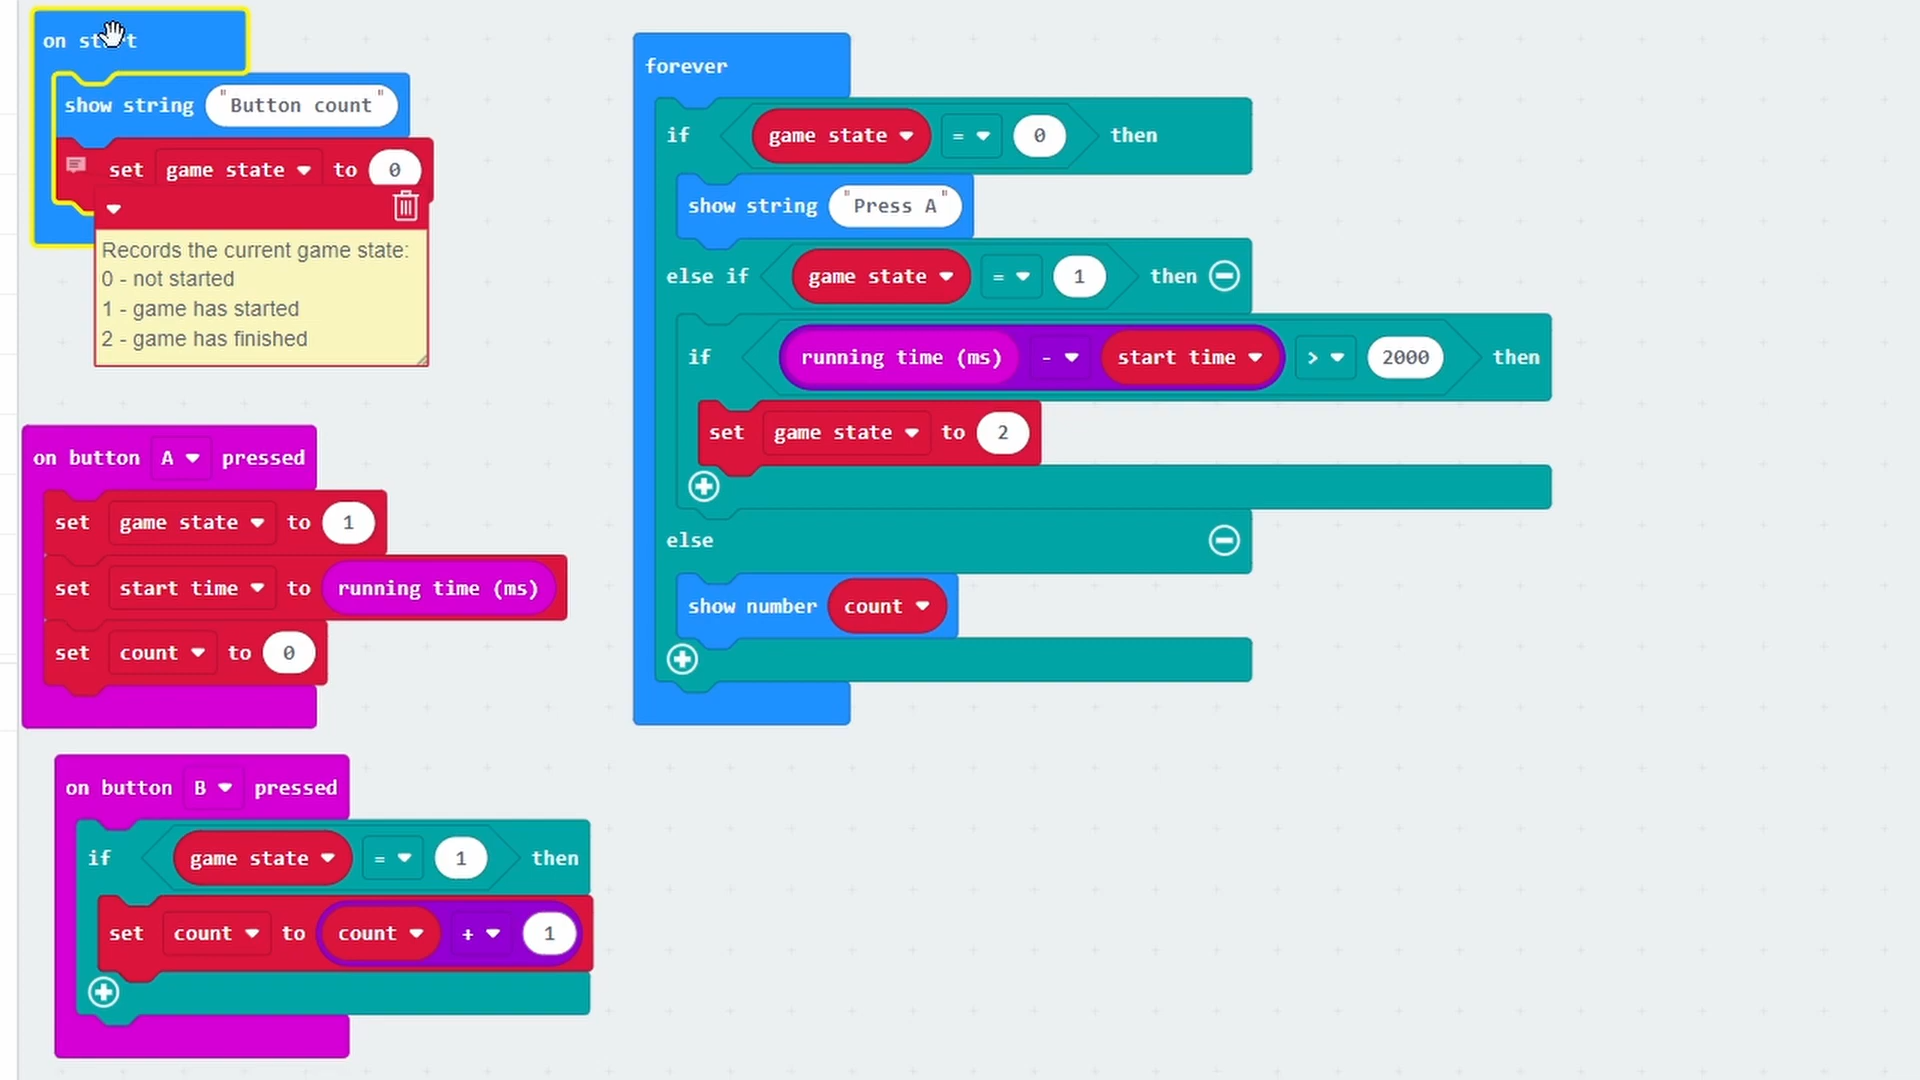 on start
show string "Button count"
set game state to 0
Records the current game state:
0 - not started
1 - game has started
2 - game has finished
on button A pressed
set game state to 1
set start time to running time (ms)
set count to 0
on button B pressed
if game state = 1 then
set count to count + 1
forever
if game state = 0 then
show string "Press A"
else if game state = 1 then
if running time (ms) - start time > 2000 then
set game state to 2
else
show number count